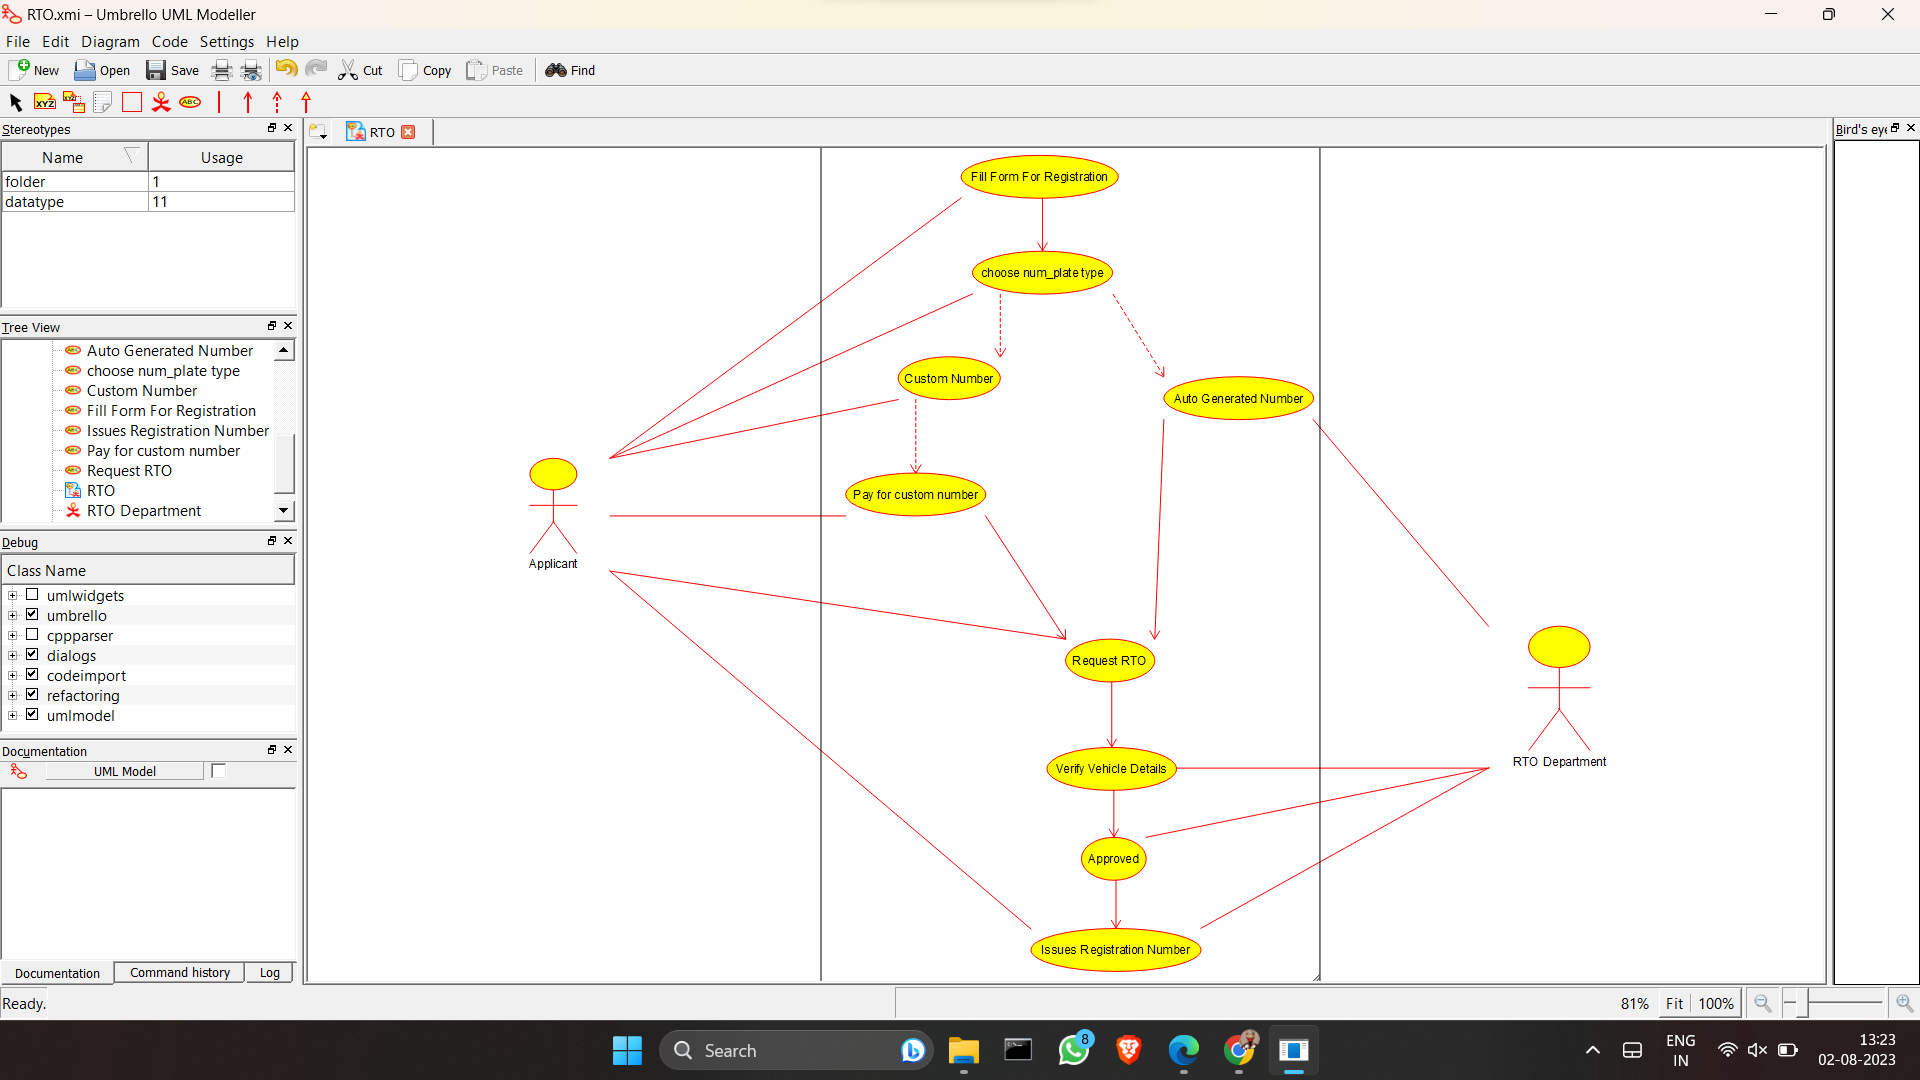 RTO.xmi – Umbrello UML Modeller
File Edit Diagram Code Settings Help
New Open Save Cut Copy Paste Find
XYZ XYZ ABC
Stereotypes
Name Usage
folder 1
datatype 11
Tree View
Auto Generated Number
choose num_plate type
Custom Number
Fill Form For Registration
Issues Registration Number
Pay for custom number
Request RTO
RTO
RTO Department
Debug
Class Name
umlwidgets
umbrello
cppparser
dialogs
codeimport
refactoring
umlmodel
Documentation
UML Model
Documentation Command history Log
Ready.
RTO
Fill Form For Registration
choose num_plate type
Custom Number
Auto Generated Number
Pay for custom number
Applicant
Request RTO
Verify Vehicle Details
RTO Department
Approved
Issues Registration Number
Bird's eye
81% Fit 100%
Search
8
ENG
IN
13:23
02-08-2023